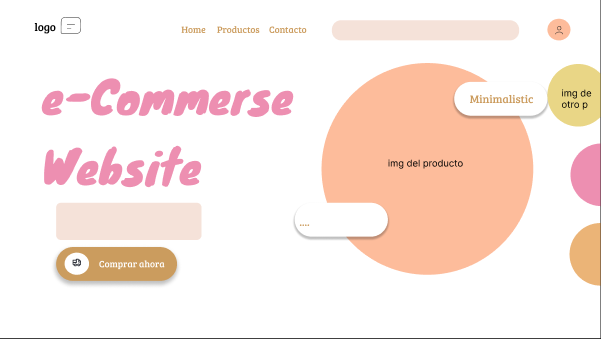 logo
Home Productos Contacto
e-Commerse
Website
Minimalistic
img de
otro p
img del producto
....
Comprar ahora